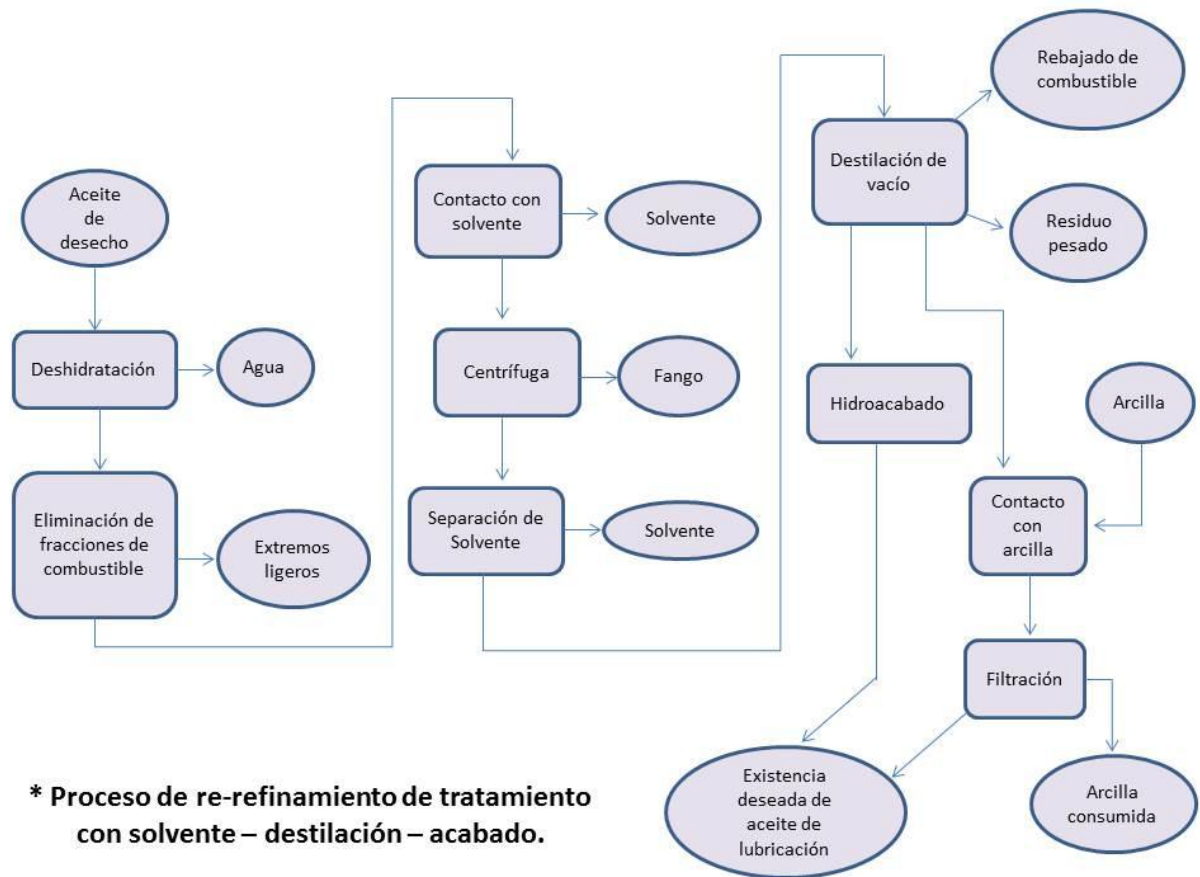 Aceite
de
desecho
Deshidratación
Agua
Eliminación de
fracciones de
combustible
Extremos
ligeros
Contacto con
solvente
Solvente
Centrífuga
Fango
Separación de
Solvente
Solvente
Destilación de
vacío
Rebajado de
combustible
Residuo
pesado
Hidroacabado
Arcilla
Contacto
con
arcilla
Filtración
Existencia
deseada de
aceite de
lubricación
Arcilla
consumida
* Proceso de re-refinamiento de tratamiento
con solvente – destilación – acabado.